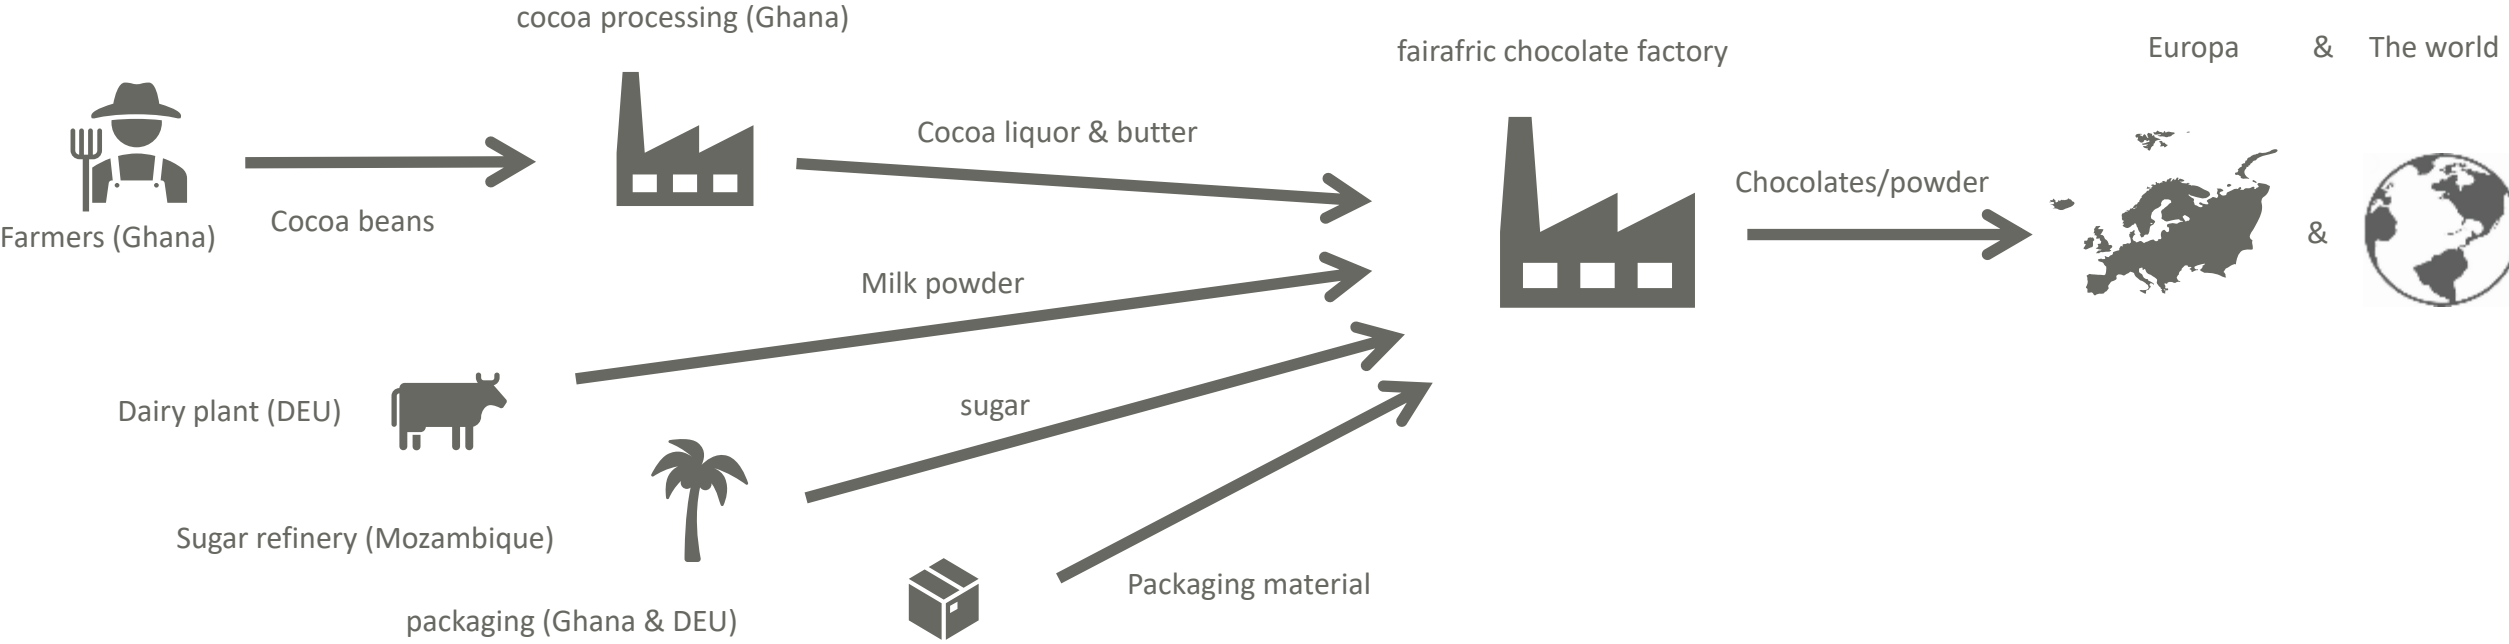 cocoa processing (Ghana)
fairafric chocolate factory
Europa & The world
Cocoa liquor & butter
Chocolates/powder
Cocoa beans
Farmers (Ghana)
&
Milk powder
Dairy plant (DEU)
sugar
Sugar refinery (Mozambique)
Packaging material
packaging (Ghana & DEU)